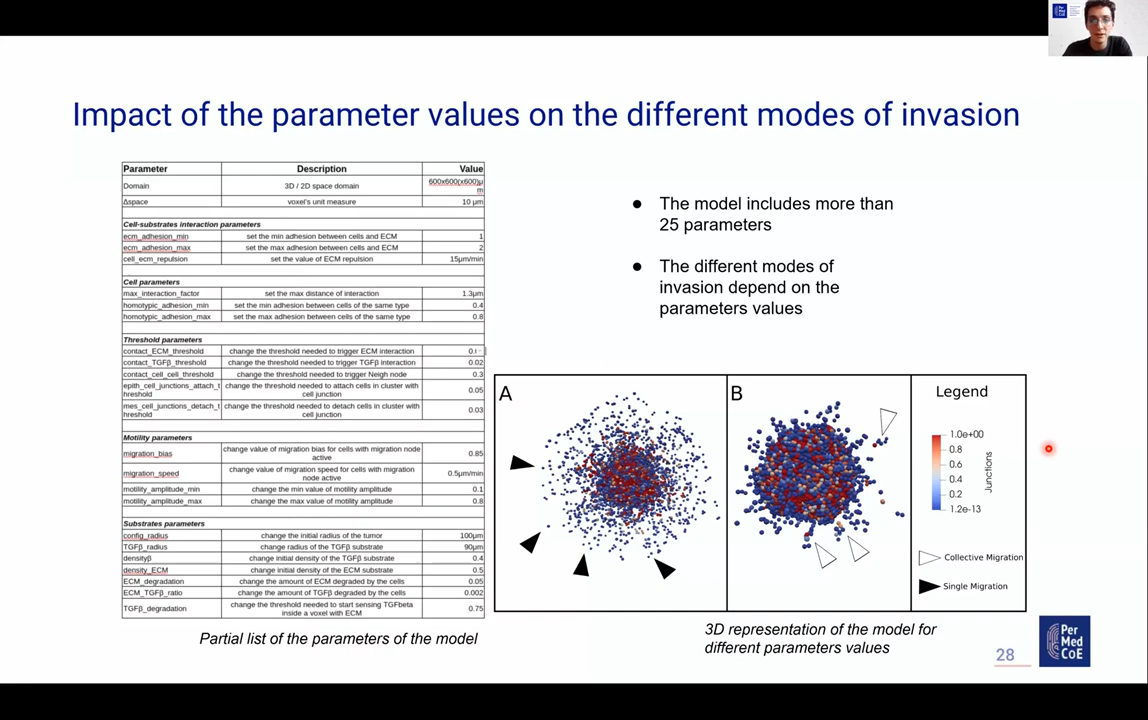 Per
Med
CoE
Impact of the parameter values on the different modes of invasion
Parameter Description Value
Domain 3D / 2D space domain 600x600(x600)µ
m
Δspace voxel's unit measure 10 µm
Cell-substrates interaction parameters
ecm_adhesion_min set the min adhesion between cells and ECM 1
ecm_adhesion_max set the max adhesion between cells and ECM 2
cell_ecm_repulsion set the value of ECM repulsion 15µm/min
Cell parameters
max_interaction_factor set the max distance of interaction 1.3µm
homotypic_adhesion_min set the min adhesion between cells of the same type 0.4
homotypic_adhesion_max set the max adhesion between cells of the same type 0.8
Threshold parameters
contact_ECM_threshold change the threshold needed to trigger ECM interaction
contact_TGFβ_threshold change the threshold needed to trigger TGFβ interaction 0.02
contact_cell_cell_threshold change the threshold needed to trigger Neigh node 0.3
epith_cell_junctions_attach_t change the threshold needed to attach cells in cluster with 0.05
hreshold cell junction
mes_cell_junctions_detach_t change the threshold needed to detach cells in cluster with 0.03
hreshold cell junction
Motility parameters
migration_bias change value of migration bias for cells with migration node 0.85
active
migration_speed change value of migration speed for cells with migration 0.5µm/min
node active
motility_amplitude_min change the min value of motility amplitude 0.1
motility_amplitude_max change the max value of motility amplitude 0.8
Substrates parameters
config_radius change the initial radius of the tumor 100µm
TGFβ_radius change radius of the TGFβ substrate 90µm
densityβ change initial density of the TGFβ substrate 0.4
density_ECM change initial density of the ECM substrate 0.5
ECM_degradation change the amount of ECM degraded by the cells 0.05
ECM_TGFβ_ratio change the amount of TGFβ degraded by the cells 0.002
TGFβ_degradation change the threshold needed to start sensing TGFbeta 0.75
inside a voxel with ECM
Partial list of the parameters of the model
● The model includes more than
25 parameters
● The different modes of
invasion depend on the
parameters values
A
B
Legend
1.0e+00
0.8
0.6
0.4
0.2
1.2e-13
Junctions
Collective Migration
Single Migration
3D representation of the model for
different parameters values
28
Per
Med
CoE